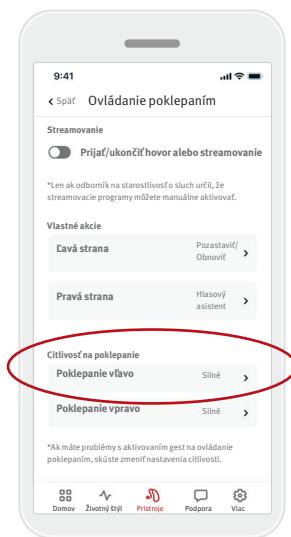 9:41
Späť Ovládanie poklepaním
Streamovanie
Prijať/ukončiť hovor alebo streamovanie
*Len ak odborník na starostlivosť o sluch určil, že
streamovacie programy môžete manuálne aktivovať.
Vlastné akcie
Ľavá strana
Pozastaviť/
Obnoviť
Pravá strana
Hlasový
asistent
Citlivosť na poklepanie
Poklepanie vľavo Silné
Poklepanie vpravo Silné
*Ak máte problémy s aktivovaním gest na ovládanie
poklepaním, skúste zmeniť nastavenia citlivosti.
Domov Životný štýl Prístroje Podpora Viac